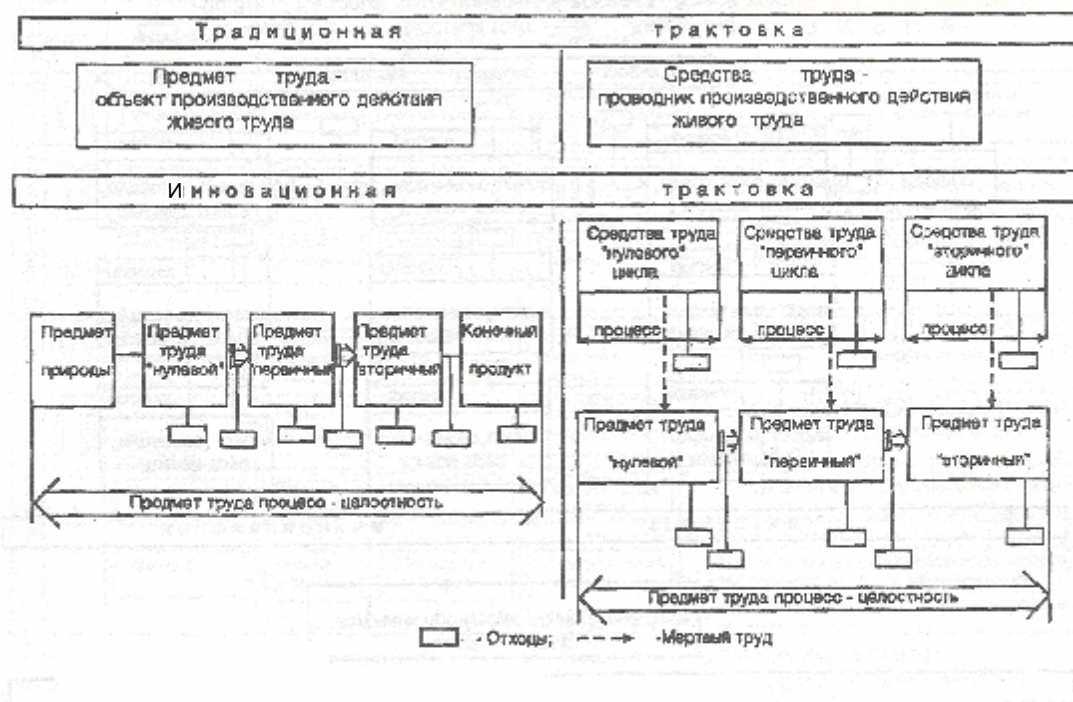 Традиционная трактовка
Предмет труда -
объект производственного действия
живого труда
Средства труда -
проводник производственного действия
живого труда
Инновационная трактовка
Предмет
природы
Предмет
труда
"нулевой"
Предмет
труда
"первичный"
Предмет
труда
"вторичный"
Конечный
продукт
Предмет труда процесс - целостность
Средства труда
"нулевого"
цикла
процесс
Средства труда
"первичного"
цикла
процесс
Средства труда
"вторичного"
цикла
процесс
Предмет труда
"нулевой"
Предмет труда
"первичный"
Предмет труда
"вторичный"
Предмет труда процесс - целостность
- Отходы; -Мертвый труд